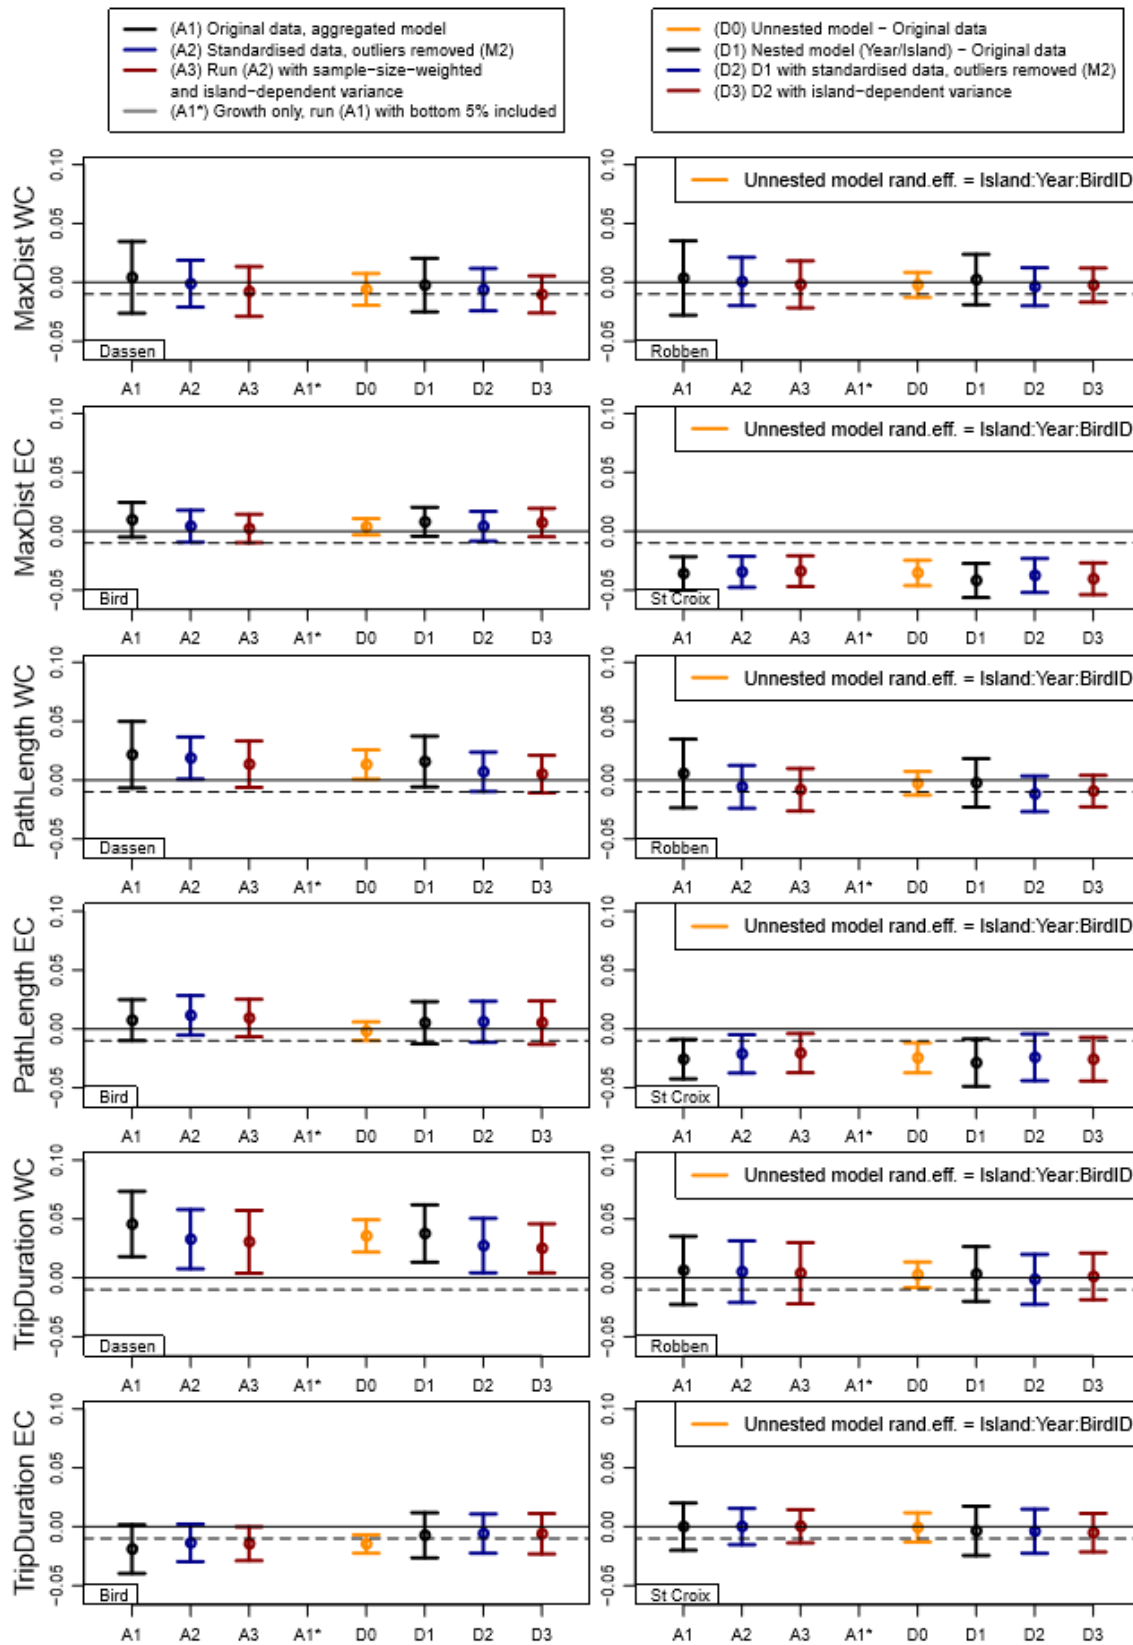 (A1) Original data, aggregated model
(A2) Standardised data, outliers removed (M2)
(A3) Run (A2) with sample−size−weighted
and island−dependent variance
(A1*) Growth only, run (A1) with bottom 5% included
(D0) Unnested model − Original data
(D1) Nested model (Year/Island) − Original data
(D2) D1 with standardised data, outliers removed (M2)
(D3) D2 with island−dependent variance
MaxDist WC
0.10
0.05
0.00
−0.05
Dassen
A1 A2 A3 A1* D0 D1 D2 D3
0.10
0.05
0.00
−0.05
Unnested model rand.eff. = Island:Year:BirdID
Robben
A1 A2 A3 A1* D0 D1 D2 D3
MaxDist EC
0.10
0.05
0.00
−0.05
Bird
A1 A2 A3 A1* D0 D1 D2 D3
0.10
0.05
0.00
−0.05
Unnested model rand.eff. = Island:Year:BirdID
St Croix
A1 A2 A3 A1* D0 D1 D2 D3
PathLength WC
0.10
0.05
0.00
−0.05
Dassen
A1 A2 A3 A1* D0 D1 D2 D3
0.10
0.05
0.00
−0.05
Unnested model rand.eff. = Island:Year:BirdID
Robben
A1 A2 A3 A1* D0 D1 D2 D3
PathLength EC
0.10
0.05
0.00
−0.05
Bird
A1 A2 A3 A1* D0 D1 D2 D3
0.10
0.05
0.00
−0.05
Unnested model rand.eff. = Island:Year:BirdID
St Croix
A1 A2 A3 A1* D0 D1 D2 D3
TripDuration WC
0.10
0.05
0.00
−0.05
Dassen
A1 A2 A3 A1* D0 D1 D2 D3
0.10
0.05
0.00
−0.05
Unnested model rand.eff. = Island:Year:BirdID
Robben
A1 A2 A3 A1* D0 D1 D2 D3
TripDuration EC
0.10
0.05
0.00
−0.05
Bird
A1 A2 A3 A1* D0 D1 D2 D3
0.10
0.05
0.00
−0.05
Unnested model rand.eff. = Island:Year:BirdID
St Croix
A1 A2 A3 A1* D0 D1 D2 D3